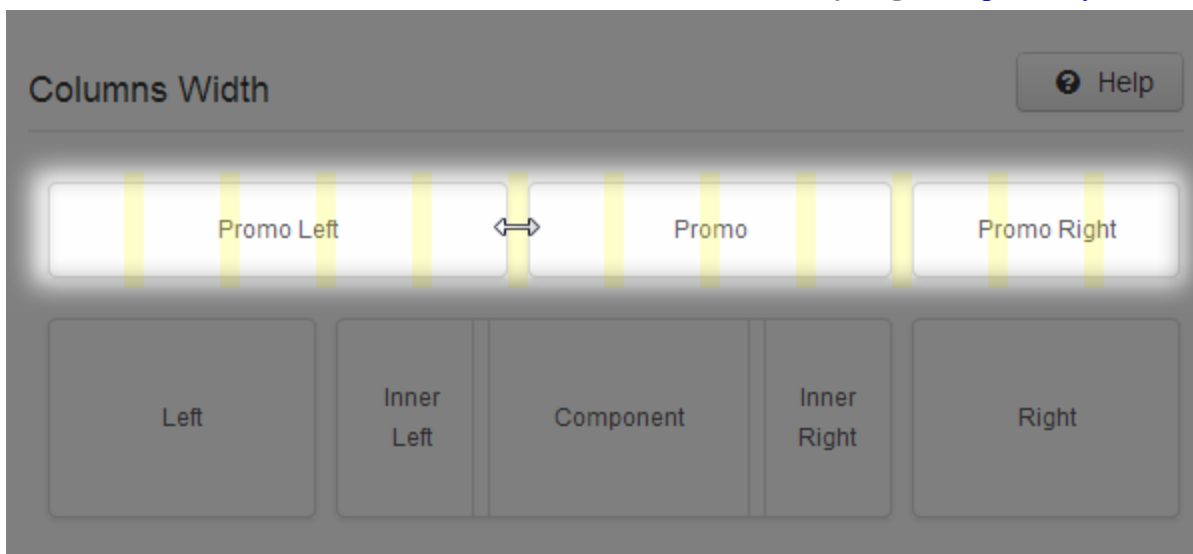 Columns Width
Help
Promo Left
Promo
Promo Right
Left
Inner
Left
Component
Inner
Right
Right